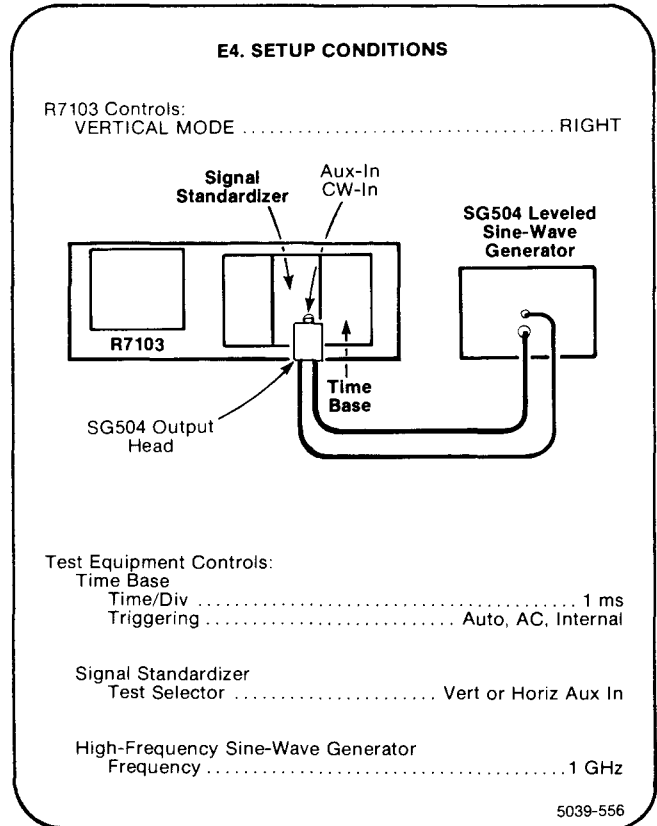 E4. SETUP CONDITIONS
R7103 Controls:
VERTICAL MODE ................................ RIGHT
Signal
Standardizer
Aux-In
CW-In
SG504 Leveled
Sine-Wave
Generator
R7103
Time
Base
SG504 Output
Head
Test Equipment Controls:
Time Base
Time/Div ....................................... 1 ms
Triggering ......................... Auto, AC, Internal
Signal Standardizer
Test Selector ...................... Vert or Horiz Aux In
High-Frequency Sine-Wave Generator
Frequency ..................................... 1 GHz
5039-556